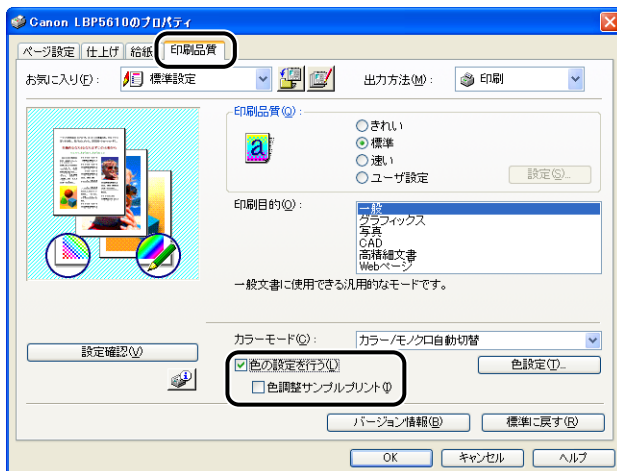 Canon LBP5610のプロパティ
ページ設定 仕上げ 給紙 印刷品質
お気に入り(F): 標準設定 出力方法(M): 印刷
印刷品質(Q):
きれい
標準
速い
ユーザ設定 設定(S)...
印刷目的(O):
一般
グラフィックス
写真
CAD
高精細文書
Webページ
一般文書に使用できる汎用的なモードです。
カラーモード(C): カラー/モノクロ自動切替
設定確認(V)
色の設定を行う(L) 色設定(T)...
色調整サンプルプリント(I)
バージョン情報(B) 標準に戻す(R)
OK キャンセル ヘルプ